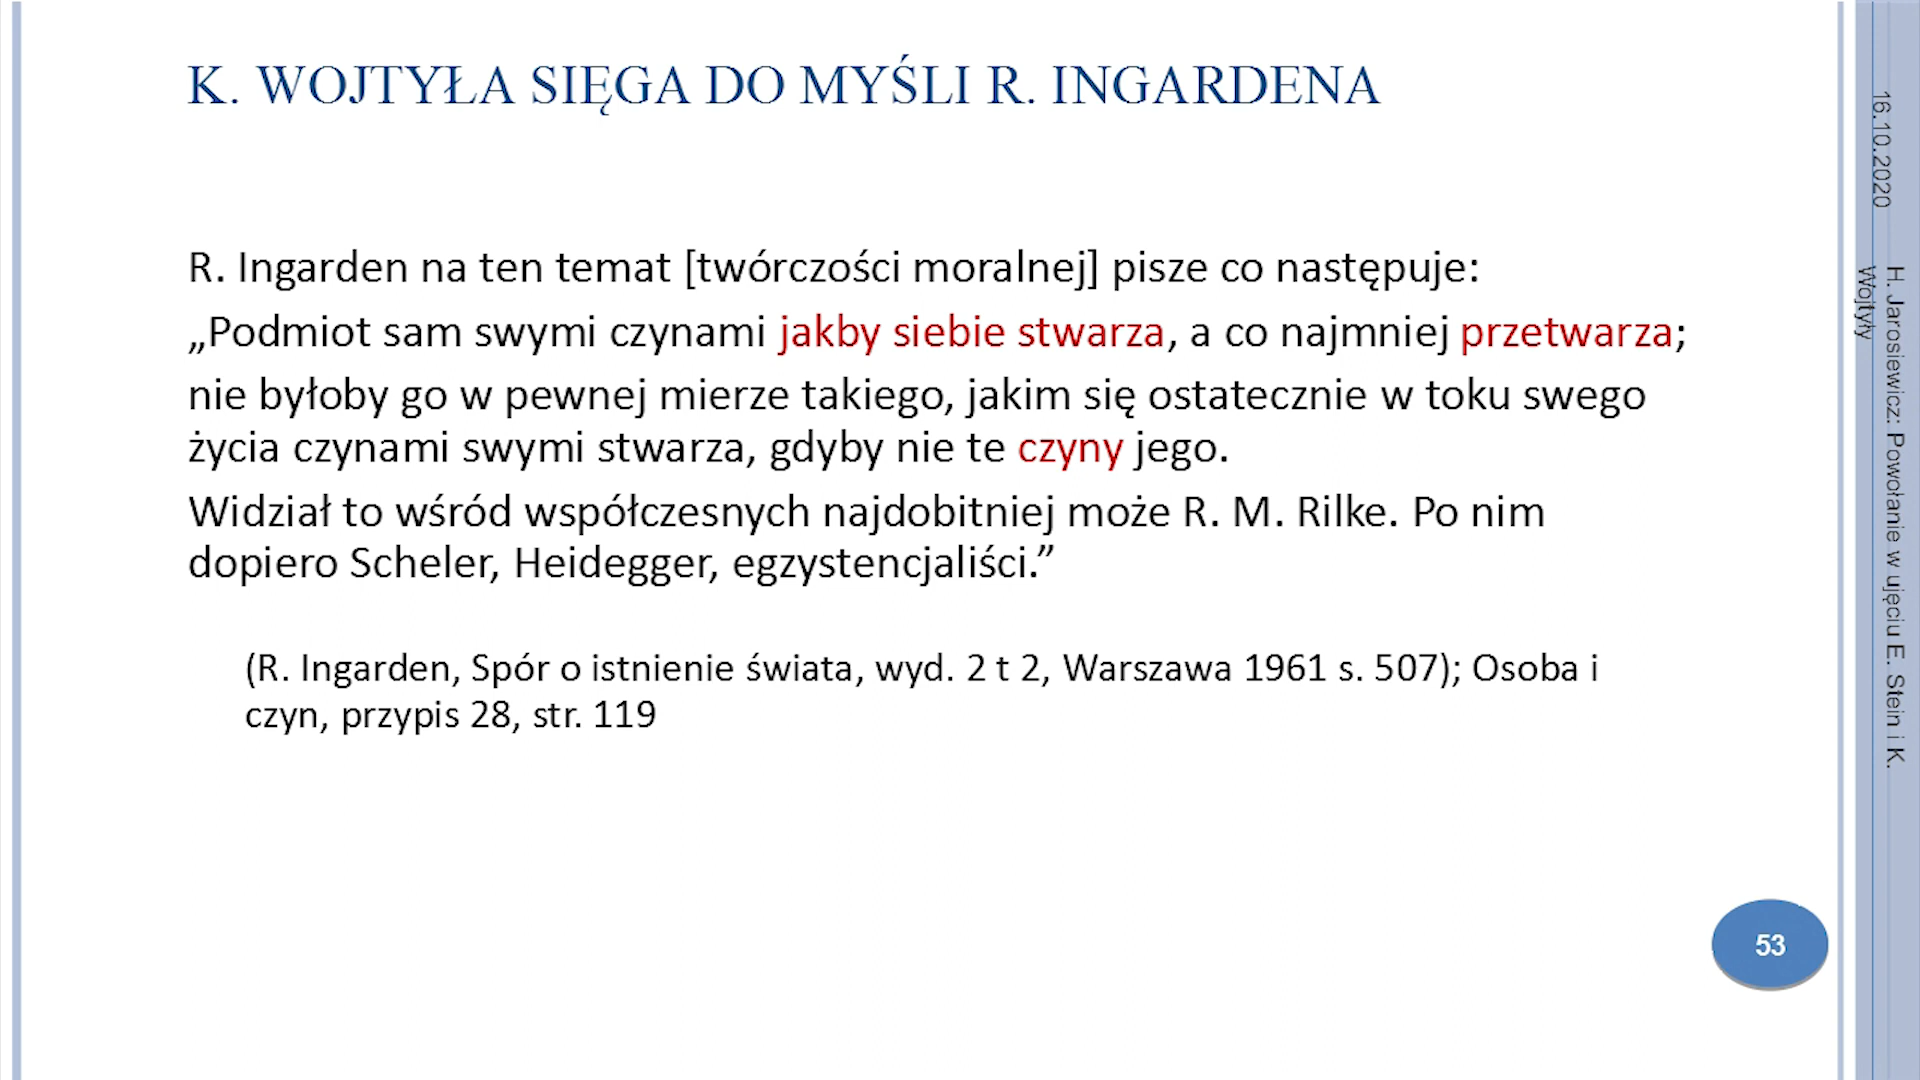 K. WOJTYŁA SIĘGA DO MYŚLI R. INGARDENA
R. Ingarden na ten temat [twórczości moralnej] pisze co następuje:
„Podmiot sam swymi czynami jakby siebie stwarza, a co najmniej przetwarza;
nie byłoby go w pewnej mierze takiego, jakim się ostatecznie w toku swego
życia czynami swymi stwarza, gdyby nie te czyny jego.
Widział to wśród współczesnych najdobitniej może R. M. Rilke. Po nim
dopiero Scheler, Heidegger, egzystencjaliści.”
(R. Ingarden, Spór o istnienie świata, wyd. 2 t 2, Warszawa 1961 s. 507); Osoba i
czyn, przypis 28, str. 119
16.10.2020
H. Jarosiewicz: Powołanie w ujęciu E. Stein i K.
Wojtyły
53